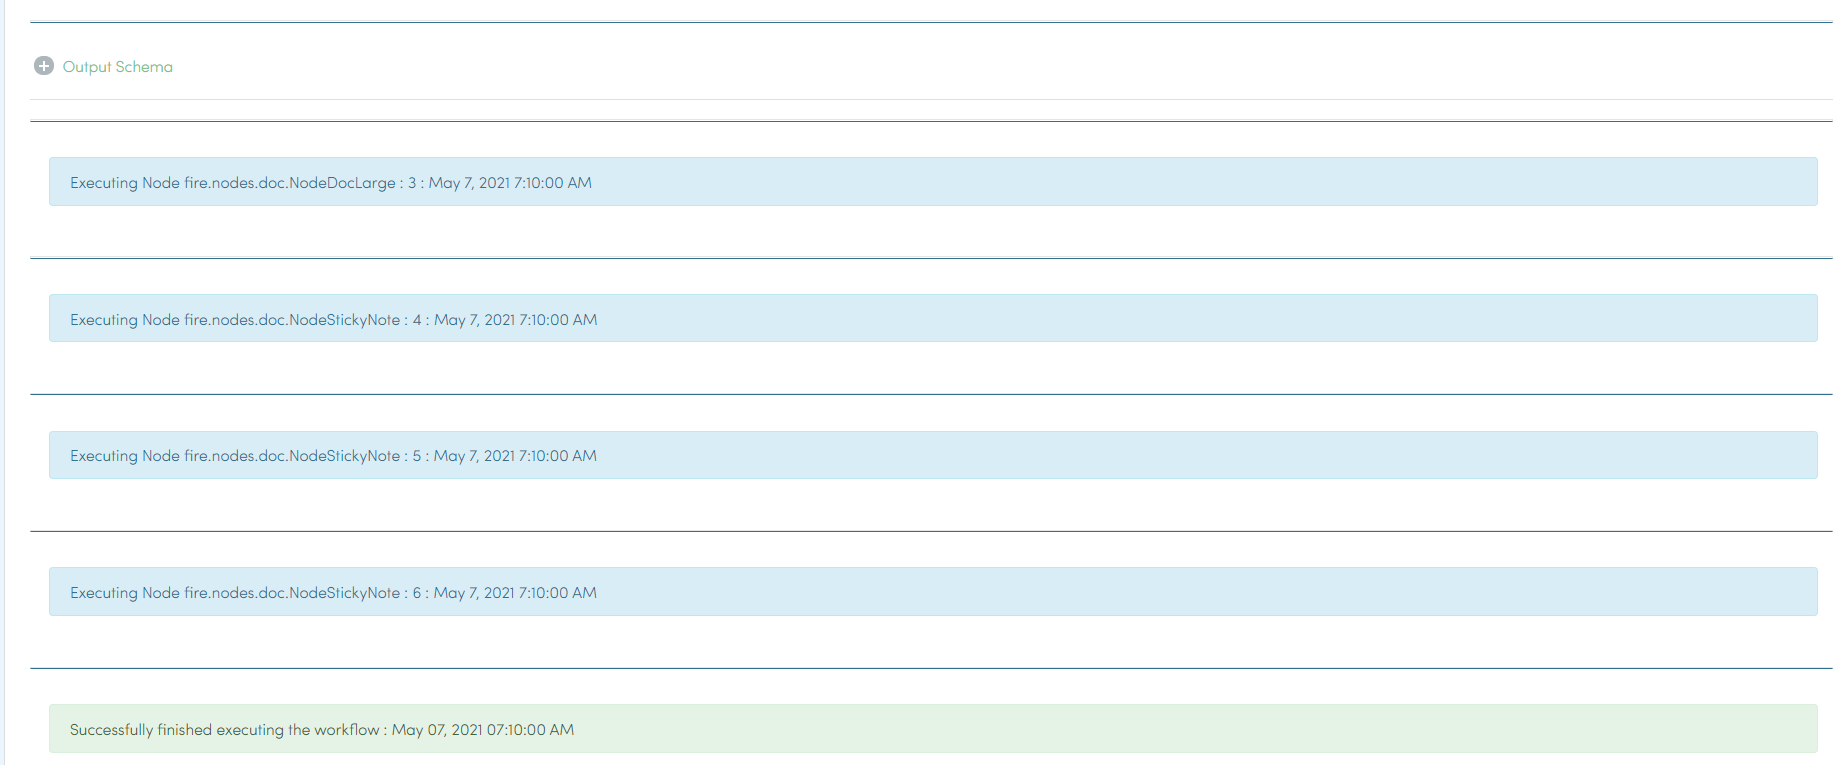 Output Schema
Executing Node fire.nodes.doc.NodeDocLarge : 3 : May 7, 2021 7:10:00 AM
Executing Node fire.nodes.doc.NodeStickyNote : 4 : May 7, 2021 7:10:00 AM
Executing Node fire.nodes.doc.NodeStickyNote : 5 : May 7, 2021 7:10:00 AM
Executing Node fire.nodes.doc.NodeStickyNote : 6 : May 7, 2021 7:10:00 AM
Successfully finished executing the workflow : May 07, 2021 07:10:00 AM